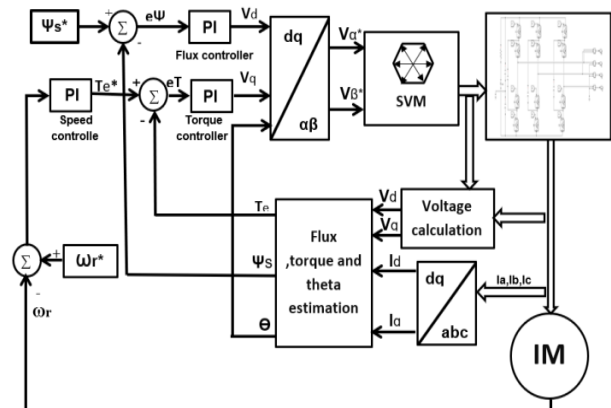 Ψs*
+
Σ
-
eΨ
PI
Vd
Flux controller
dq
αβ
Vα*
Vβ*
SVM
PI
Te*
Speed
controlle
+
Σ
-
eT
PI
Vq
Torque
controller
Te
Ψs
Θ
Flux
,torque and
theta
estimation
Vd
Vq
Id
Iq
Voltage
calculation
dq
abc
Ia,Ib,Ic
Σ
+
ωr*
-
ωr
IM